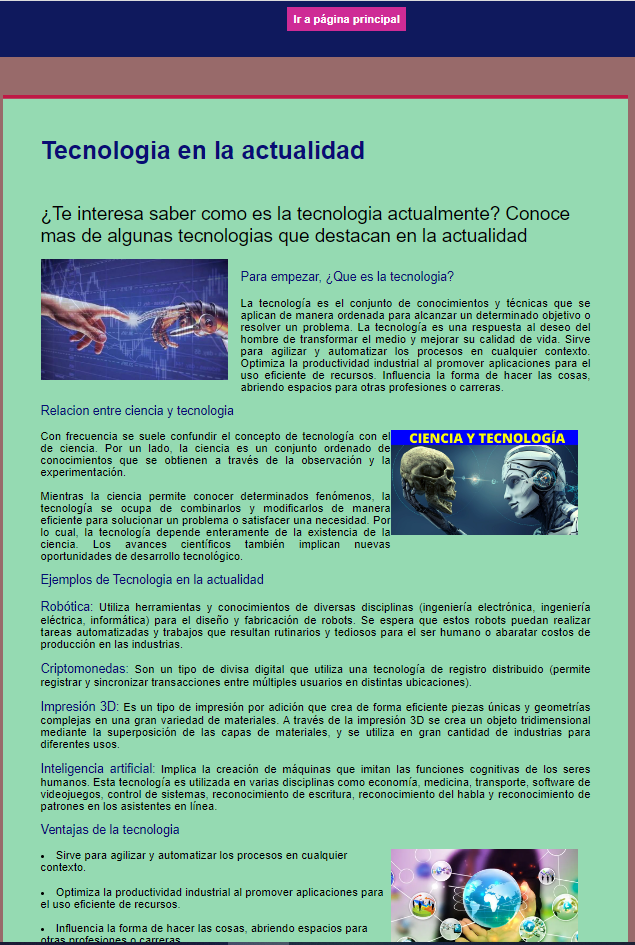 Ir a página principal
Tecnologia en la actualidad
¿Te interesa saber como es la tecnologia actualmente? Conoce
mas de algunas tecnologias que destacan en la actualidad
Para empezar, ¿Que es la tecnologia?
La tecnología es el conjunto de conocimientos y técnicas que se
aplican de manera ordenada para alcanzar un determinado objetivo o
resolver un problema. La tecnología es una respuesta al deseo del
hombre de transformar el medio y mejorar su calidad de vida. Sirve
para agilizar y automatizar los procesos en cualquier contexto.
Optimiza la productividad industrial al promover aplicaciones para el
uso eficiente de recursos. Influencia la forma de hacer las cosas,
abriendo espacios para otras profesiones o carreras.
Relacion entre ciencia y tecnologia
Con frecuencia se suele confundir el concepto de tecnología con el
de ciencia. Por un lado, la ciencia es un conjunto ordenado de
conocimientos que se obtienen a través de la observación y la
experimentación.
CIENCIA Y TECNOLOGÍA
Mientras la ciencia permite conocer determinados fenómenos, la
tecnología se ocupa de combinarlos y modificarlos de manera
eficiente para solucionar un problema o satisfacer una necesidad. Por
lo cual, la tecnología depende enteramente de la existencia de la
ciencia. Los avances científicos también implican nuevas
oportunidades de desarrollo tecnológico.
Ejemplos de Tecnologia en la actualidad
Robótica: Utiliza herramientas y conocimientos de diversas disciplinas (ingeniería electrónica, ingeniería
eléctrica, informática) para el diseño y fabricación de robots. Se espera que estos robots puedan realizar
tareas automatizadas y trabajos que resultan rutinarios y tediosos para el ser humano o abaratar costos de
producción en las industrias.
Criptomonedas: Son un tipo de divisa digital que utiliza una tecnología de registro distribuido (permite
registrar y sincronizar transacciones entre múltiples usuarios en distintas ubicaciones).
Impresión 3D: Es un tipo de impresión por adición que crea de forma eficiente piezas únicas y geometrías
complejas en una gran variedad de materiales. A través de la impresión 3D se crea un objeto tridimensional
mediante la superposición de las capas de materiales, y se utiliza en gran cantidad de industrias para
diferentes usos.
Inteligencia artificial: Implica la creación de máquinas que imitan las funciones cognitivas de los seres
humanos. Esta tecnología es utilizada en varias disciplinas como economía, medicina, transporte, software de
videojuegos, control de sistemas, reconocimiento de escritura, reconocimiento del habla y reconocimiento de
patrones en los asistentes en línea.
Ventajas de la tecnologia
• Sirve para agilizar y automatizar los procesos en cualquier
contexto.
• Optimiza la productividad industrial al promover aplicaciones para
el uso eficiente de recursos.
• Influencia la forma de hacer las cosas, abriendo espacios para
otras profesiones o carreras.